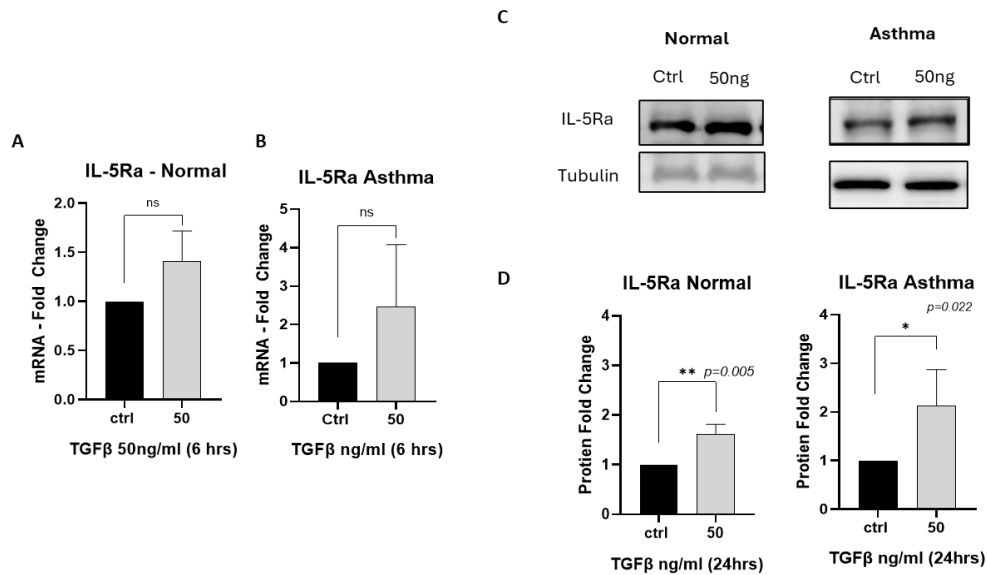 A
IL-5Ra - Normal
mRNA - Fold Change
2.0
1.5
1.0
0.5
0.0
ns
ctrl 50
TGFβ 50ng/ml (6 hrs)
B
IL-5Ra Asthma
mRNA - Fold Change
5
4
3
2
1
0
ns
Ctrl 50
TGFβ ng/ml (6 hrs)
C
Normal
Ctrl 50ng
Asthma
Ctrl 50ng
IL-5Ra
Tubulin
D
IL-5Ra Normal
Protien Fold Change
4
3
2
1
0
** p=0.005
ctrl 50
TGFβ ng/ml (24hrs)
IL-5Ra Asthma
p=0.022
Protien Fold Change
4
3
2
1
0
*
ctrl 50
TGFβ ng/ml (24hrs)